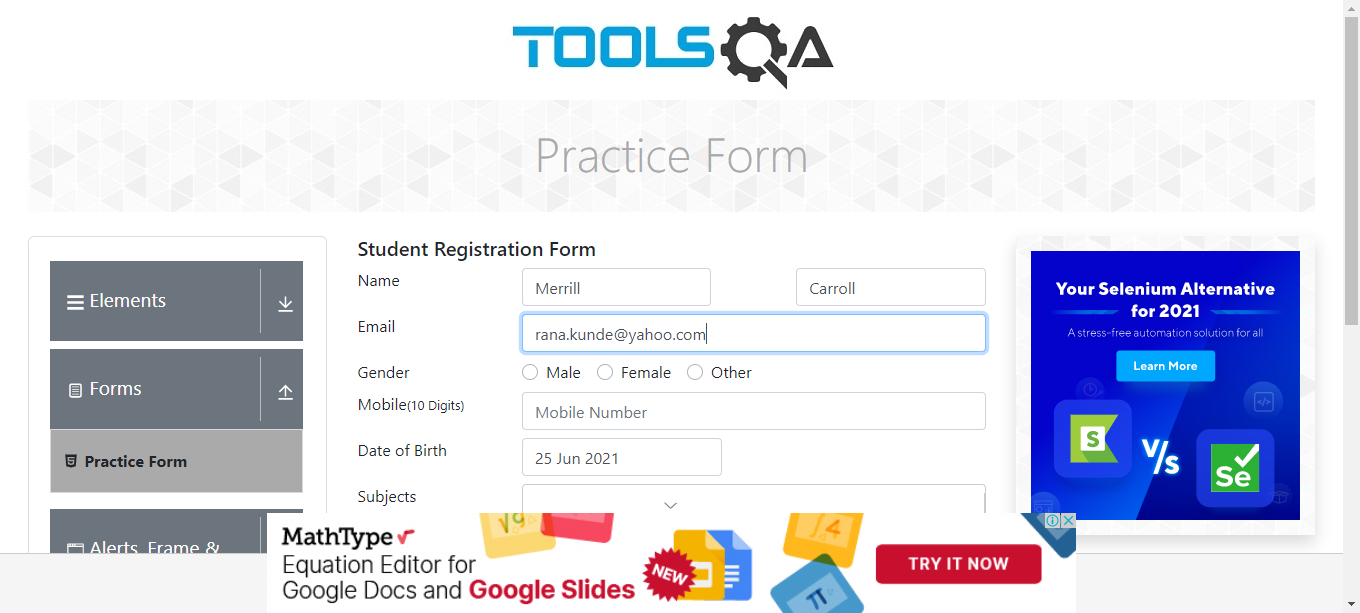 TOOLSQA
Practice Form
Elements
Forms
Practice Form
Alerts, Frame &
Student Registration Form
Name
Merrill
Carroll
Email
rana.kunde@yahoo.com
Gender
Male
Female
Other
Mobile(10 Digits)
Mobile Number
Date of Birth
25 Jun 2021
Subjects
Your Selenium Alternative
for 2021
A stress-free automation solution for all
Learn More
S
V/s
Se
MathType
Equation Editor for
Google Docs and Google Slides
NEW
√9
√4
π
TRY IT NOW